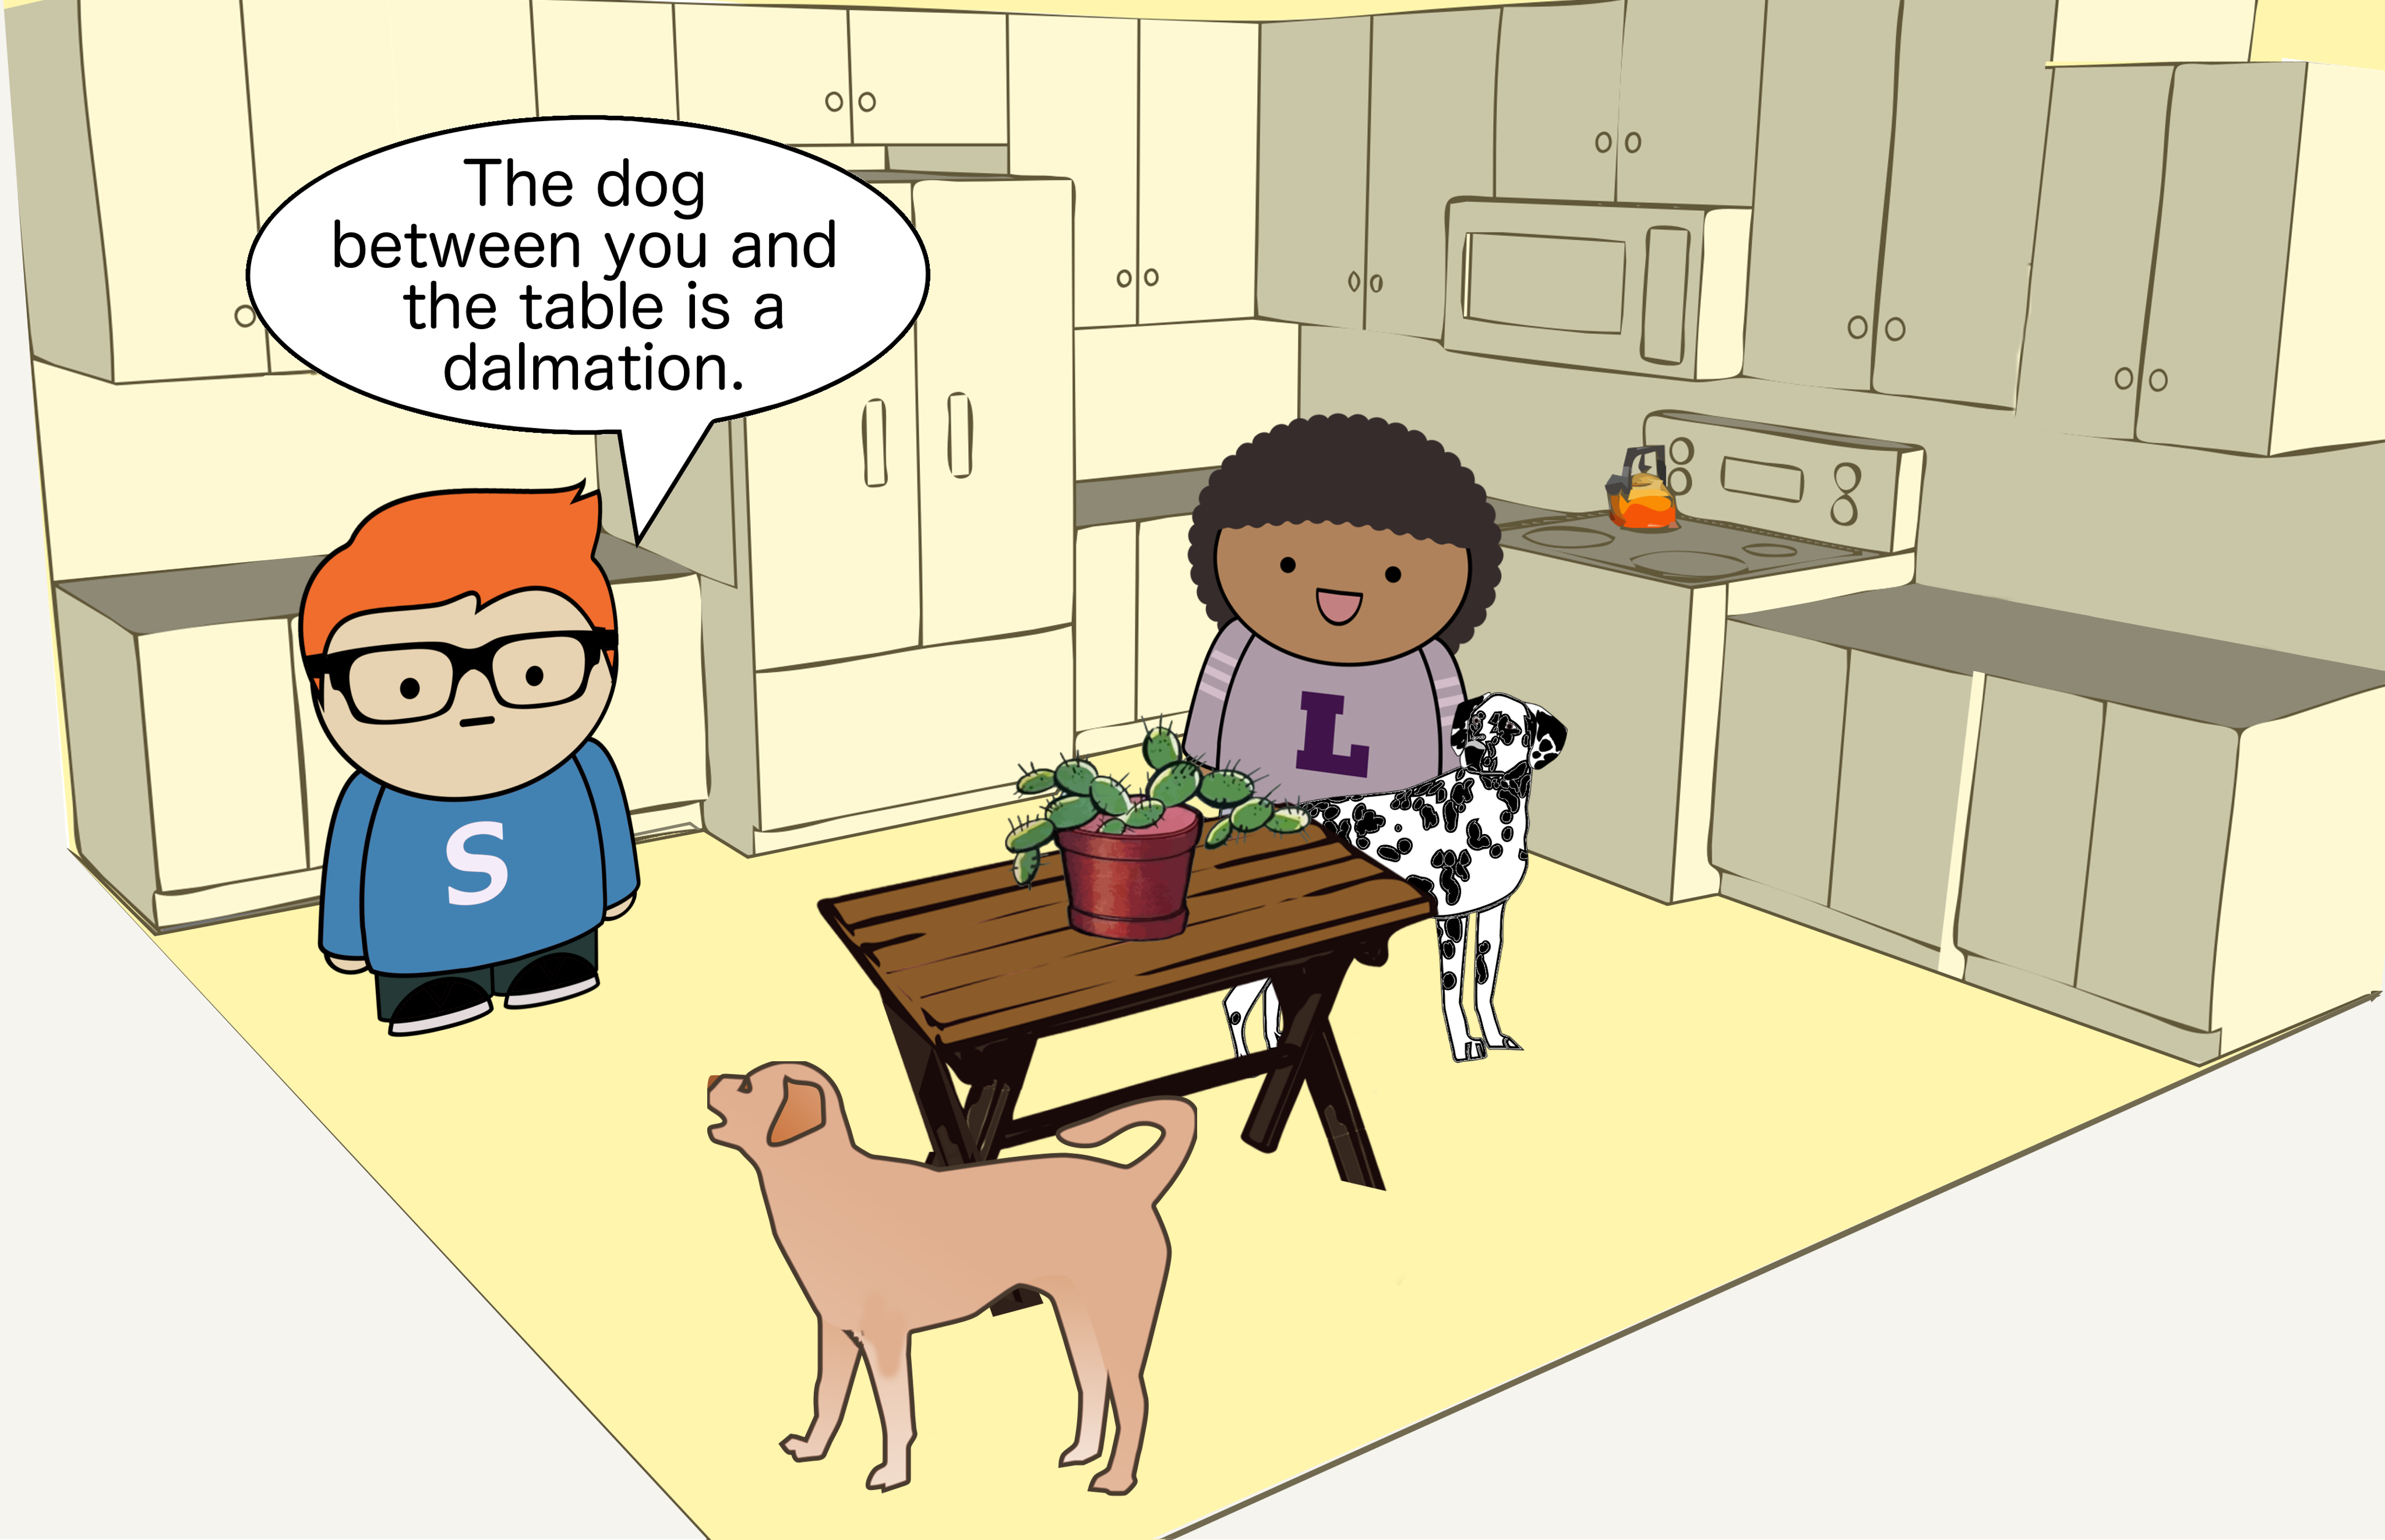 The dog
between you and
the table is a
dalmation.
S
L